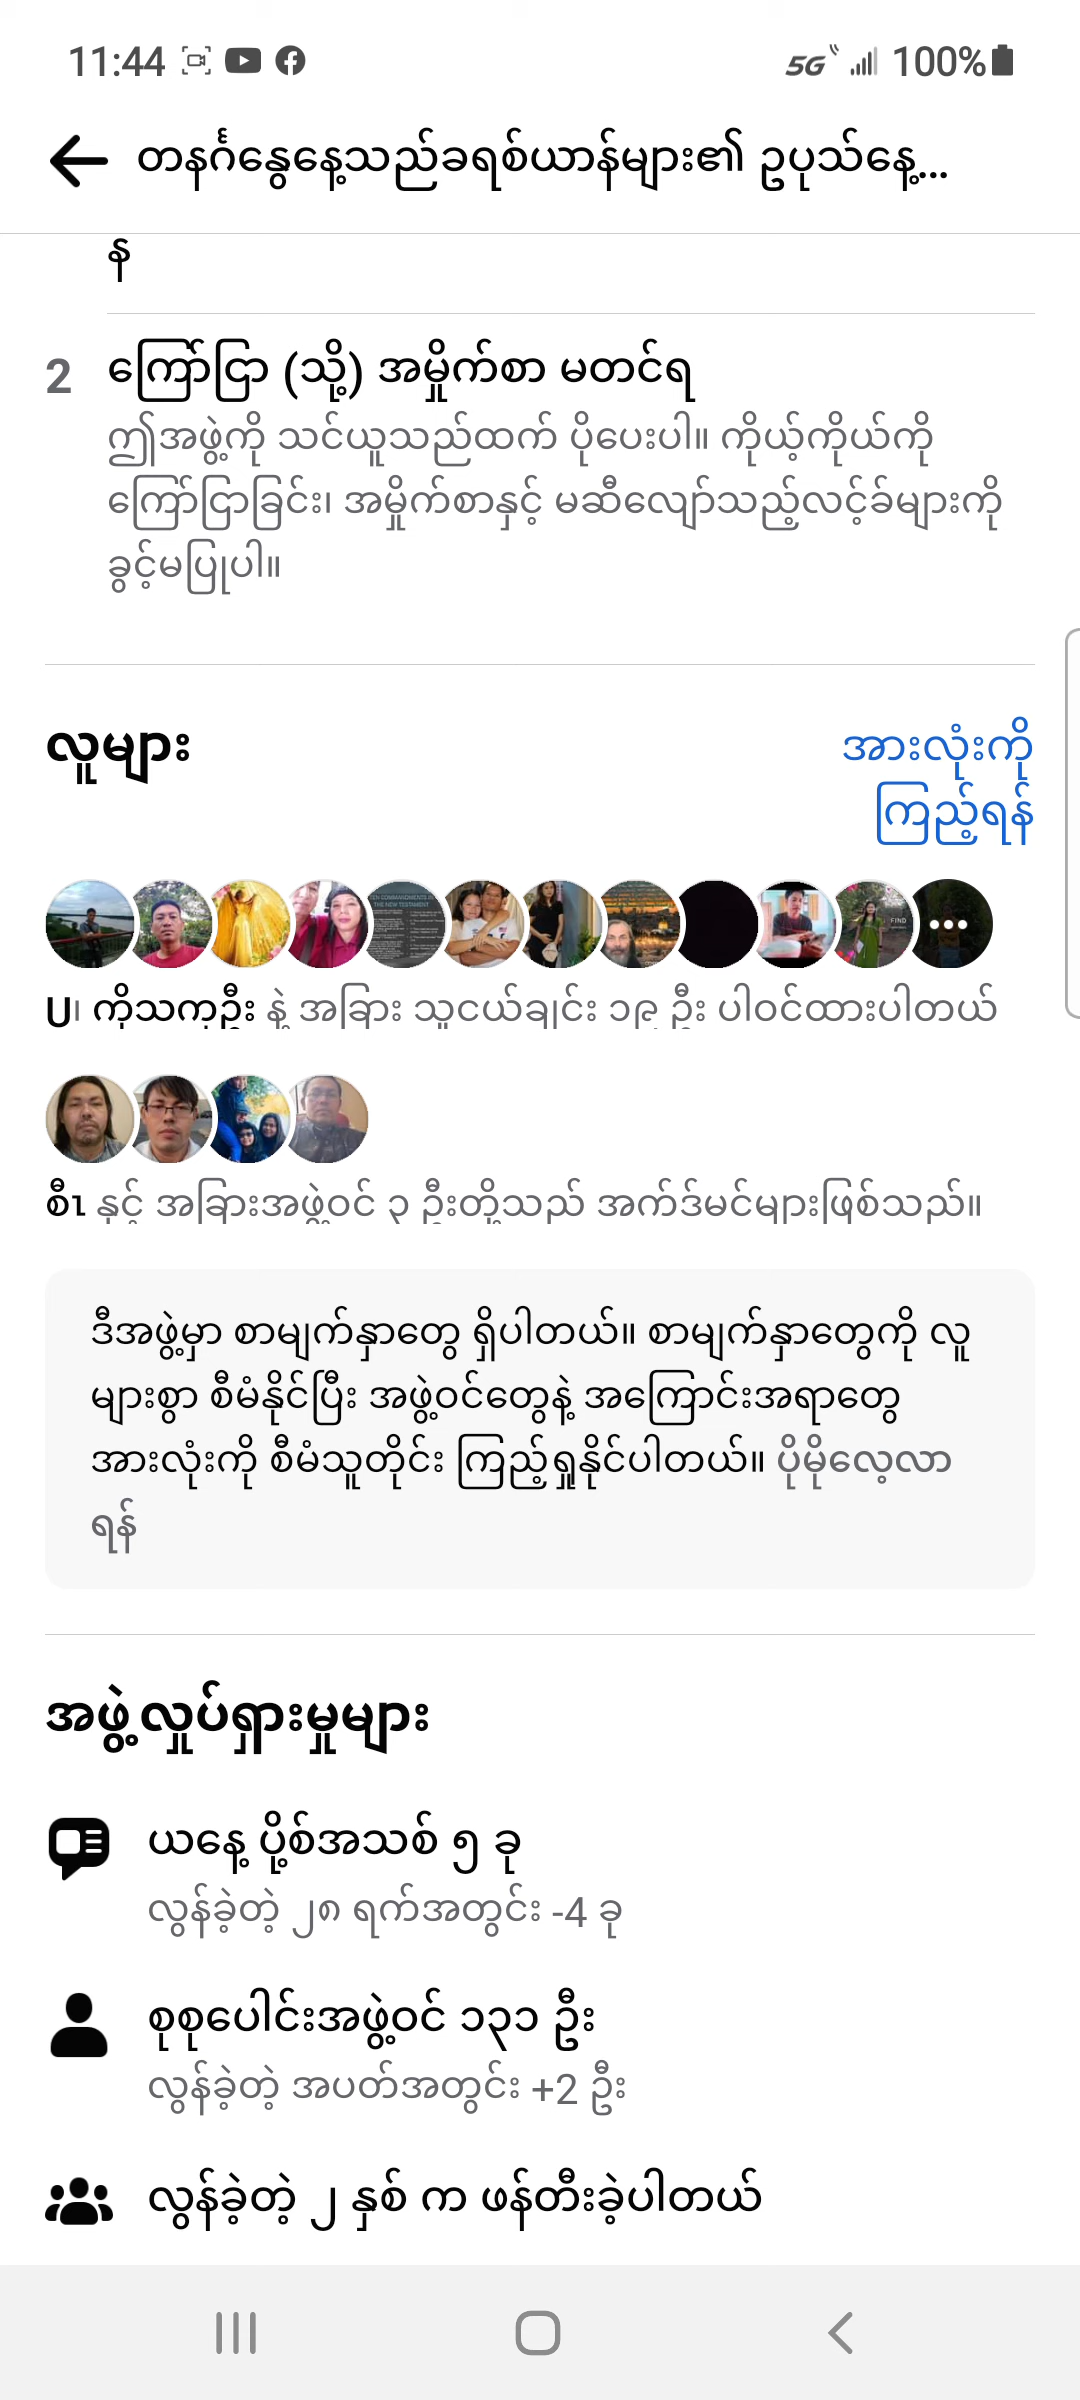 11:44
5G 100%
တနင်္ဂနွေနေ့သည်ခရစ်ယာန်များ၏ ဥပုသ်နေ့...
န်
2 ကြော်ငြာ (သို့) အမှိုက်စာ မတင်ရ
ဤအဖွဲ့ကို သင်ယူသည်ထက် ပိုပေးပါ။ ကိုယ့်ကိုယ်ကို
ကြော်ငြာခြင်း၊ အမှိုက်စာနှင့် မဆီလျော်သည့်လင့်ခ်များကို
ခွင့်မပြုပါ။
လူများ
အားလုံးကို
ကြည့်ရန်
TEN COMMANDMENTS IN
THE NEW TESTAMENT
FIND
နဲ့ အခြား သူငယ်ချင်း ၁၉ ဦး ပါဝင်ထားပါတယ်
နှင့် အခြားအဖွဲ့ဝင် ၃ ဦးတို့သည် အက်ဒ်မင်များဖြစ်သည်။
ဒီအဖွဲ့မှာ စာမျက်နှာတွေ ရှိပါတယ်။ စာမျက်နှာတွေကို လူ
များစွာ စီမံနိုင်ပြီး အဖွဲ့ဝင်တွေနဲ့ အကြောင်းအရာတွေ
အားလုံးကို စီမံသူတိုင်း ကြည့်ရှုနိုင်ပါတယ်။ ပိုမိုလေ့လာ
ရန်
အဖွဲ့လှုပ်ရှားမှုများ
ယနေ့ ပို့စ်အသစ် ၅ ခု
လွန်ခဲ့တဲ့ ၂၈ ရက်အတွင်း -4 ခု
စုစုပေါင်းအဖွဲ့ဝင် ၁၃၁ ဦး
လွန်ခဲ့တဲ့ အပတ်အတွင်း +2 ဦး
လွန်ခဲ့တဲ့ ၂ နှစ် က ဖန်တီးခဲ့ပါတယ်